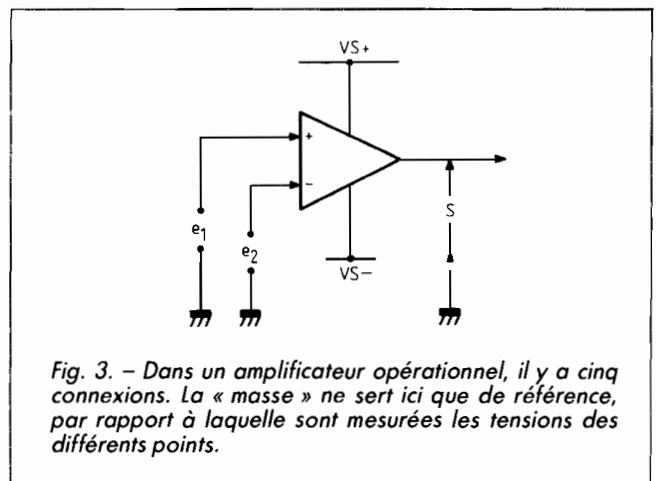 VS+
+
-
e1
e2
S
VS-
Fig. 3. – Dans un amplificateur opérationnel, il y a cinq
connexions. La « masse » ne sert ici que de référence,
par rapport à laquelle sont mesurées les tensions des
différents points.